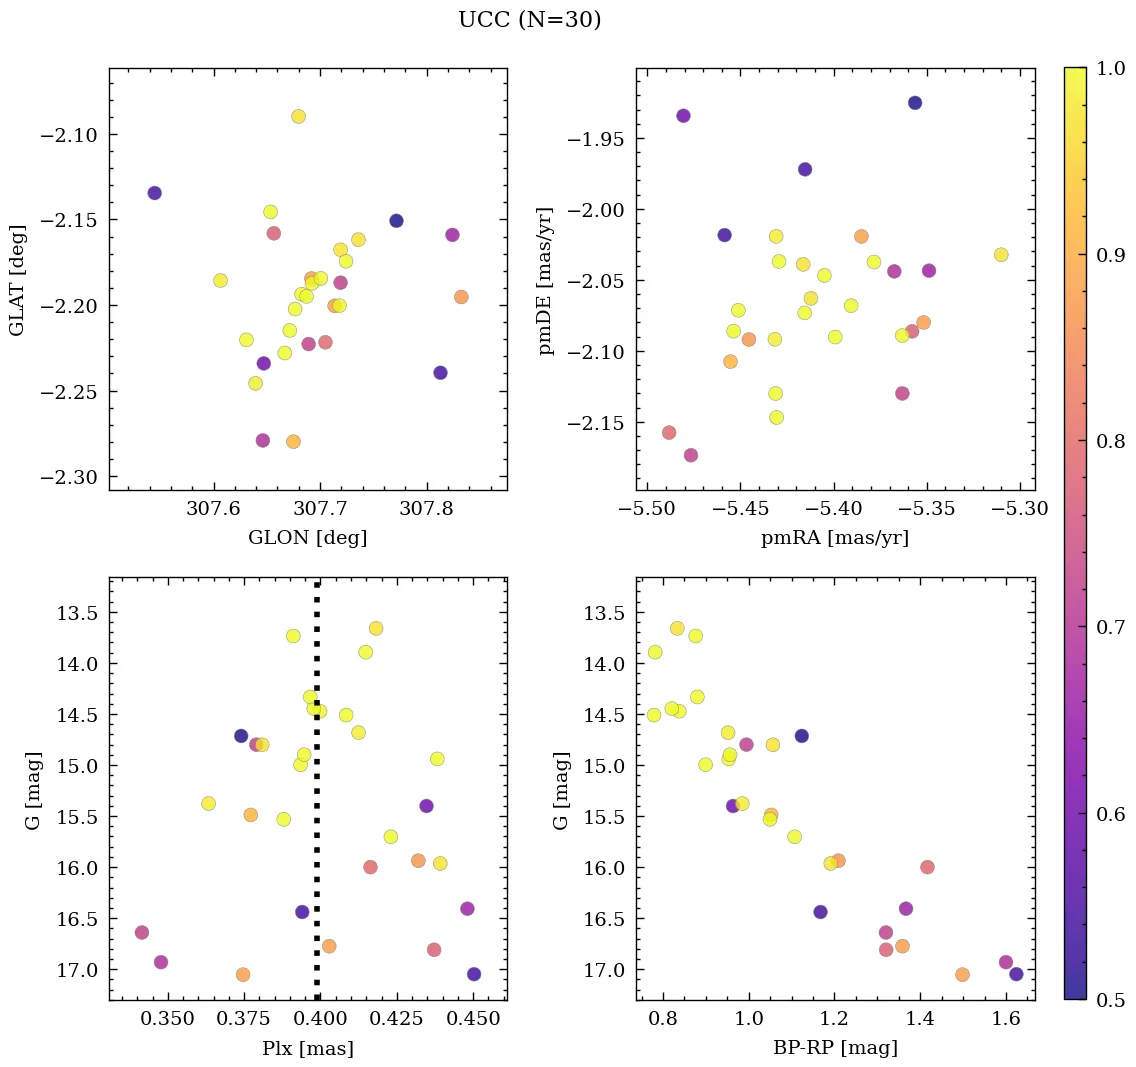 UCC (N=30)
−2.10
−2.15
−2.20
−2.25
−2.30
GLAT [deg]
307.6 307.7 307.8
GLON [deg]
−1.95
−2.00
−2.05
−2.10
−2.15
pmDE [mas/yr]
−5.50 −5.45 −5.40 −5.35 −5.30
pmRA [mas/yr]
13.5
14.0
14.5
15.0
15.5
16.0
16.5
17.0
G [mag]
0.350 0.375 0.400 0.425 0.450
Plx [mas]
13.5
14.0
14.5
15.0
15.5
16.0
16.5
17.0
G [mag]
0.8 1.0 1.2 1.4 1.6
BP-RP [mag]
1.0
0.9
0.8
0.7
0.6
0.5